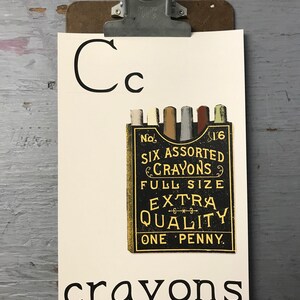 Cc
No. 16
SIX ASSORTED
CRAYONS
FULL SIZE
EXTRA
QUALITY
ONE PENNY.
crayons